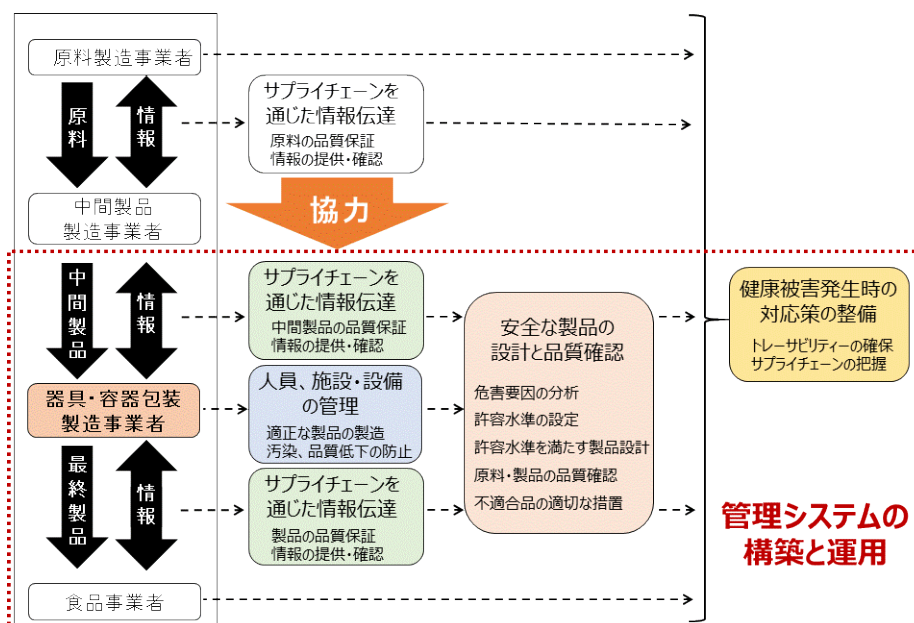 原料製造事業者
原料
情報
サプライチェーンを
通じた情報伝達
原料の品質保証
情報の提供・確認
中間製品
製造事業者
協力
中間製品
情報
サプライチェーンを
通じた情報伝達
中間製品の品質保証
情報の提供・確認
器具・容器包装
製造事業者
人員、施設・設備
の管理
適正な製品の製造
汚染、品質低下の防止
最終製品
情報
サプライチェーンを
通じた情報伝達
製品の品質保証
情報の提供・確認
食品事業者
安全な製品の
設計と品質確認
危害要因の分析
許容水準の設定
許容水準を満たす製品設計
原料・製品の品質確認
不適合品の適切な措置
健康被害発生時の
対応策の整備
トレーサビリティーの確保
サプライチェーンの把握
管理システムの
構築と運用